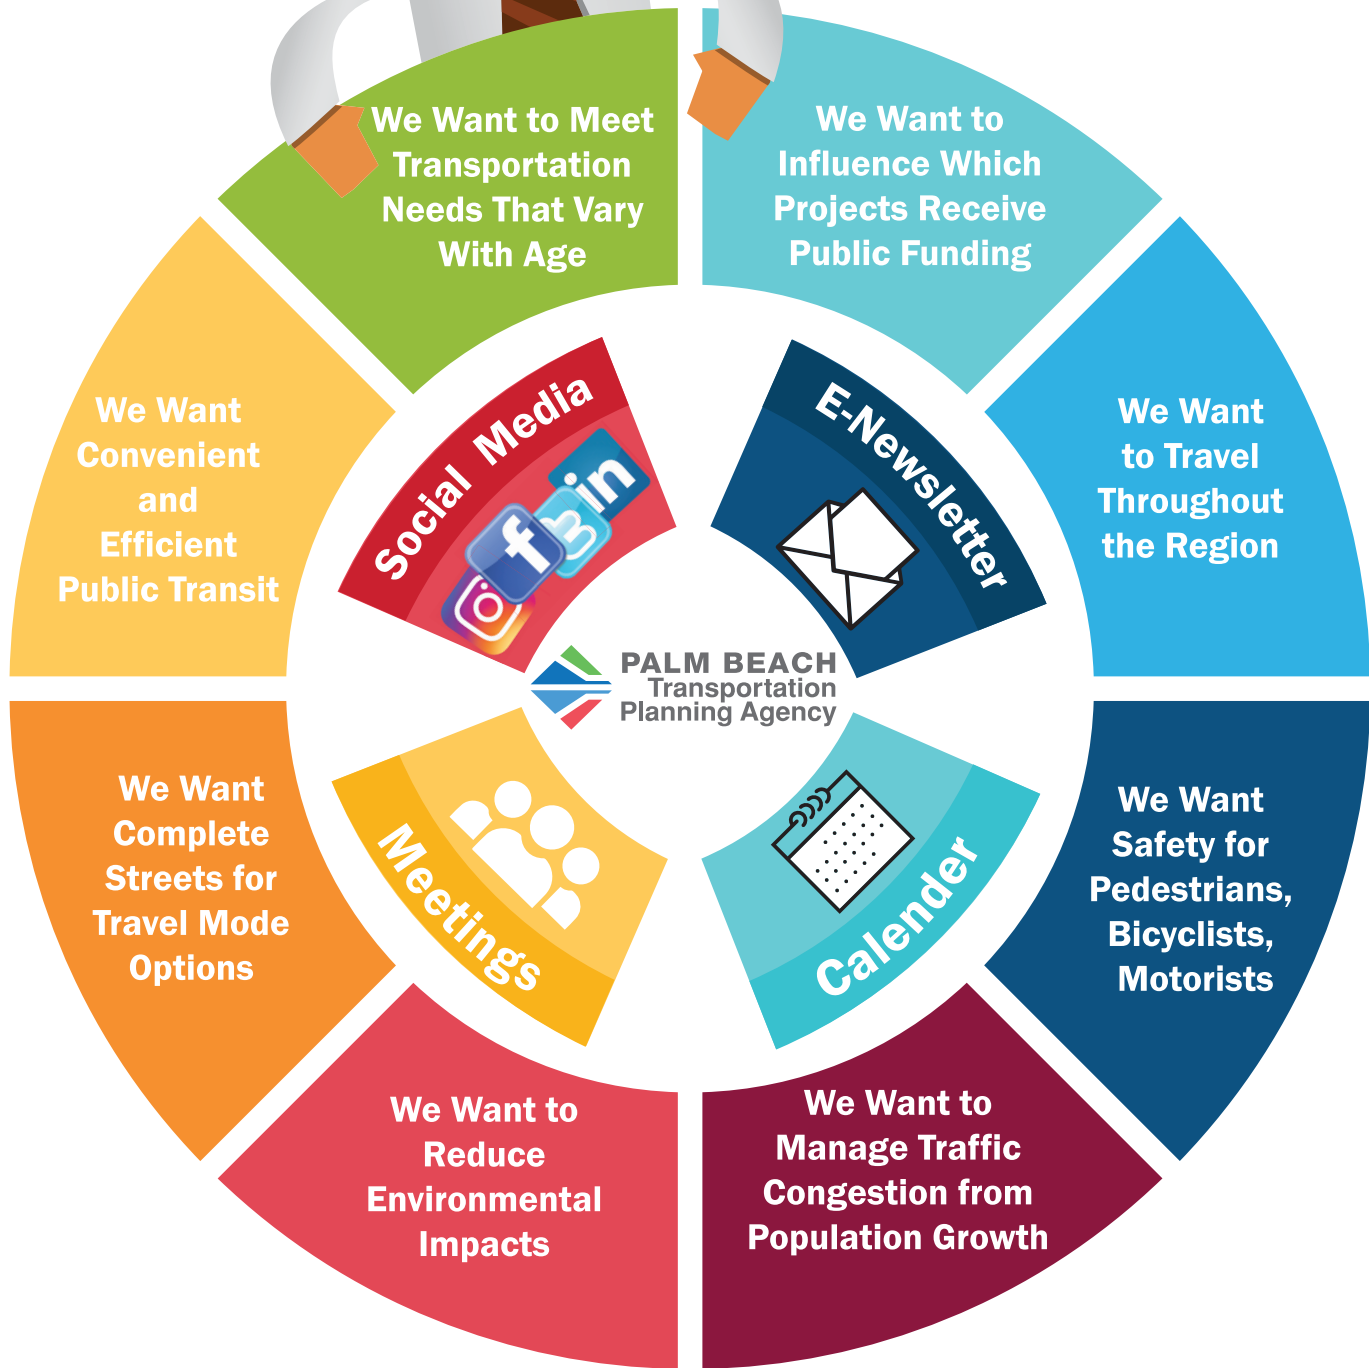 We Want to Meet
Transportation
Needs That Vary
With Age
We Want to
Influence Which
Projects Receive
Public Funding
We Want
to Travel
Throughout
the Region
We Want
Safety for
Pedestrians,
Bicyclists,
Motorists
We Want to
Manage Traffic
Congestion from
Population Growth
We Want to
Reduce
Environmental
Impacts
We Want
Complete
Streets for
Travel Mode
Options
We Want
Convenient
and
Efficient
Public Transit
Social Media
in
f
E-Newsletter
Calender
Meetings
PALM BEACH
Transportation
Planning Agency